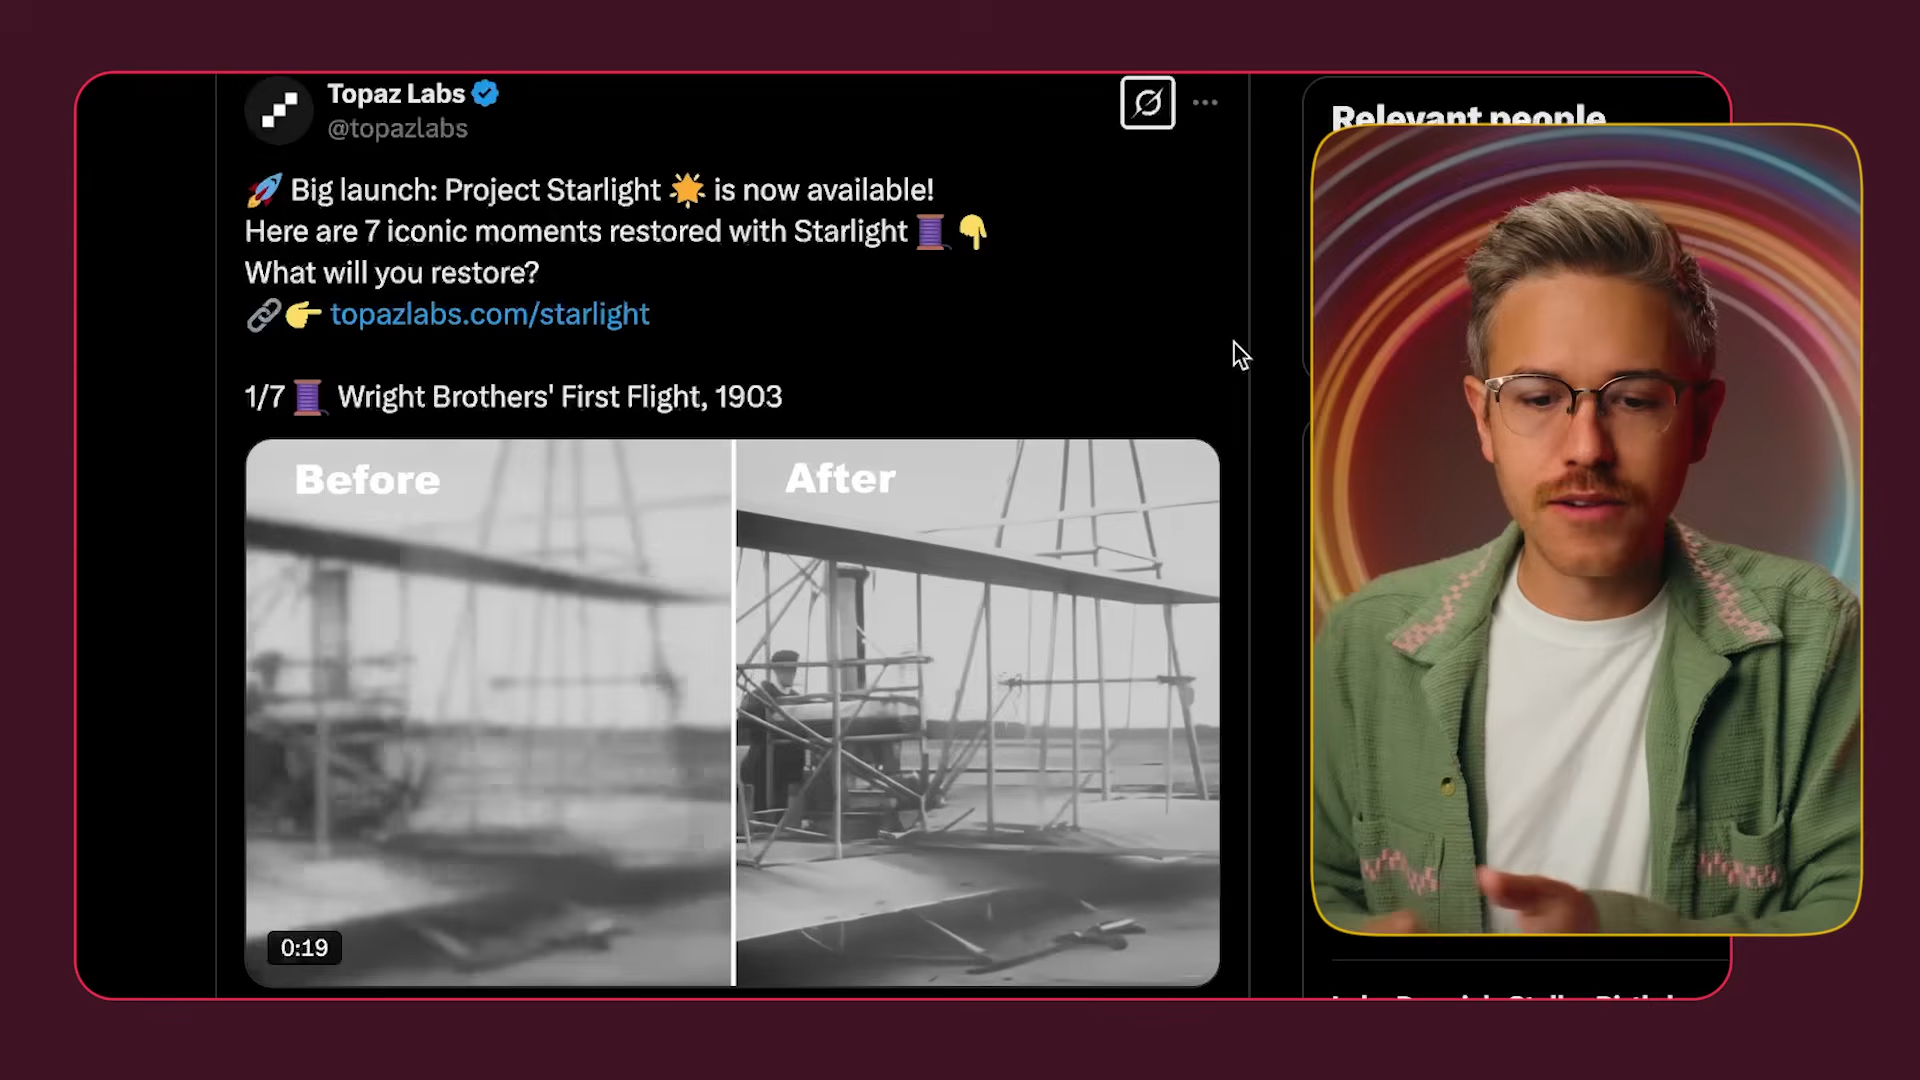 Topaz Labs
@topazlabs
🚀 Big launch: Project Starlight 🌟 is now available!
Here are 7 iconic moments restored with Starlight 🧵 👇
What will you restore?
🔗👉 topazlabs.com/starlight
1/7 🧵 Wright Brothers' First Flight, 1903
Before
After
0:19
Relevant people